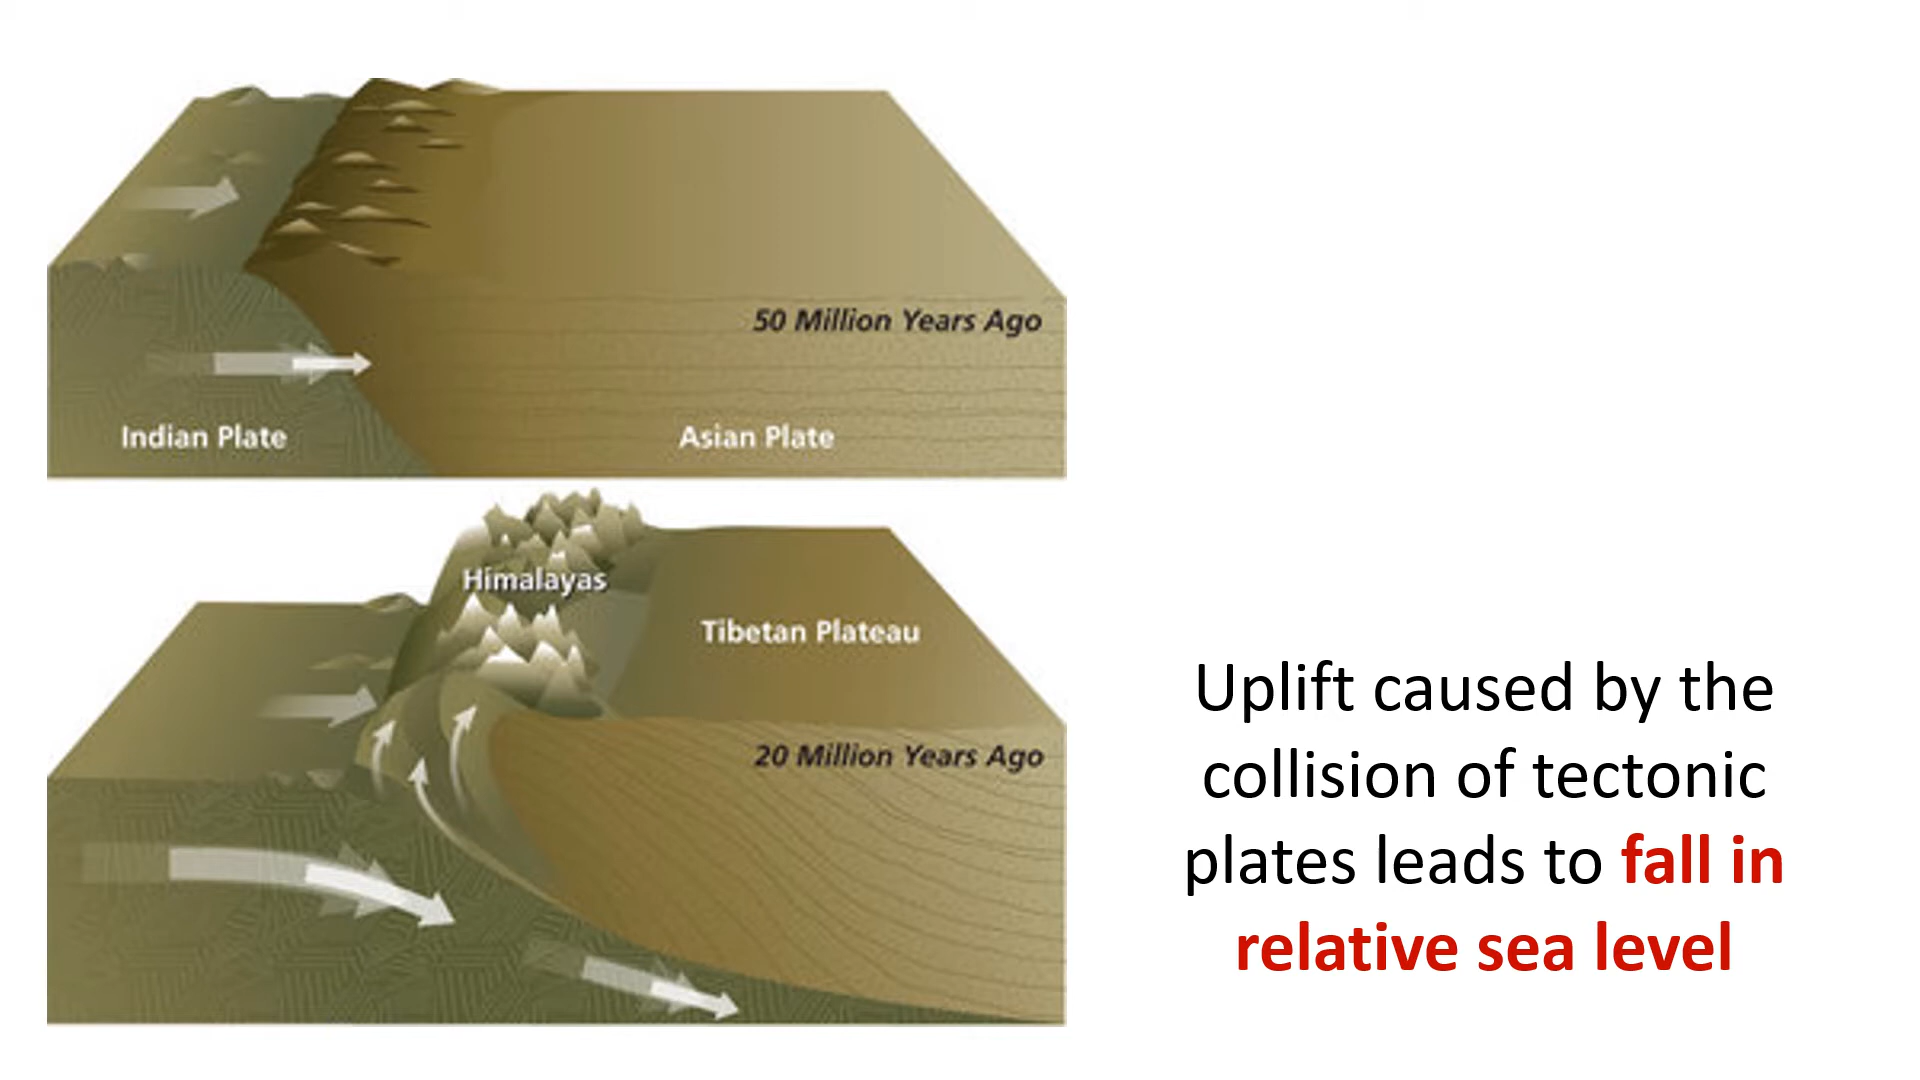 50 Million Years Ago
Indian Plate
Asian Plate
Himalayas
Tibetan Plateau
20 Million Years Ago
Uplift caused by the
collision of tectonic
plates leads to fall in
relative sea level